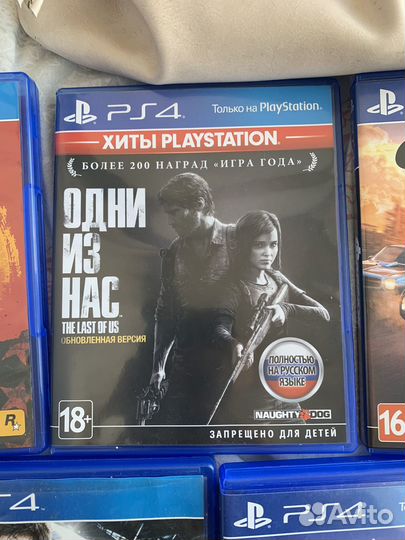 PS4
Только на PlayStation.
ХИТЫ PLAYSTATION
БОЛЕЕ 200 НАГРАД «ИГРА ГОДА»
ОДНИ
ИЗ
НАС
THE LAST OF US
ОБНОВЛЕННАЯ ВЕРСИЯ
ПОЛНОСТЬЮ
НА РУССКОМ
ЯЗЫКЕ
18+
NAUGHTY DOG
ЗАПРЕЩЕНО ДЛЯ ДЕТЕЙ
R
16
PS4
PS4
Avito